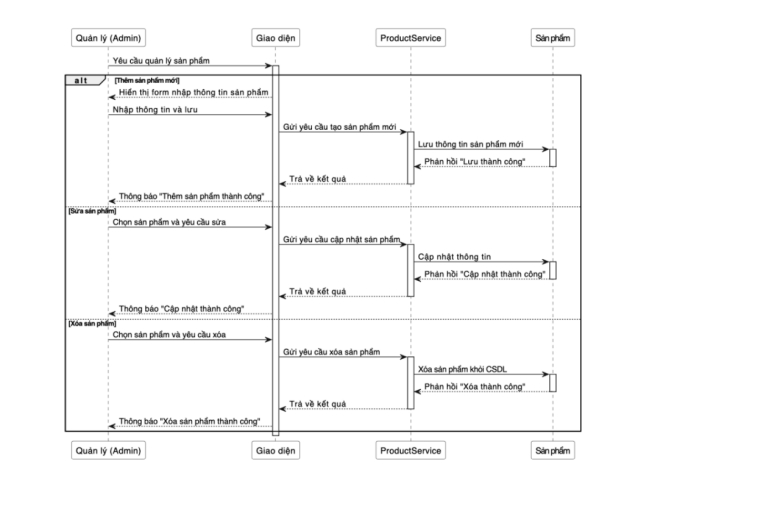 Quản lý (Admin) Giao diện ProductService Sản phẩm
Yêu cầu quản lý sản phẩm
alt [Thêm sản phẩm mới]
Hiển thị form nhập thông tin sản phẩm
Nhập thông tin và lưu
Gửi yêu cầu tạo sản phẩm mới
Lưu thông tin sản phẩm mới
Phản hồi "Lưu thành công"
Trả về kết quả
Thông báo "Thêm sản phẩm thành công"
[Sửa sản phẩm]
Chọn sản phẩm và yêu cầu sửa
Gửi yêu cầu cập nhật sản phẩm
Cập nhật thông tin
Phản hồi "Cập nhật thành công"
Trả về kết quả
Thông báo "Cập nhật thành công"
[Xóa sản phẩm]
Chọn sản phẩm và yêu cầu xóa
Gửi yêu cầu xóa sản phẩm
Xóa sản phẩm khỏi CSDL
Phản hồi "Xóa thành công"
Trả về kết quả
Thông báo "Xóa sản phẩm thành công"
Quản lý (Admin) Giao diện ProductService Sản phẩm